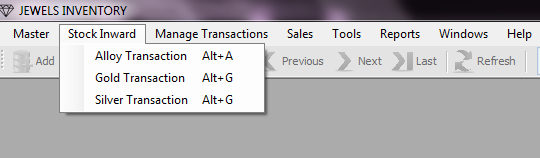 JEWELS INVENTORY
Master Stock Inward Manage Transactions Sales Tools Reports Windows Help
Add Previous Next Last Refresh
Alloy Transaction Alt+A
Gold Transaction Alt+G
Silver Transaction Alt+G